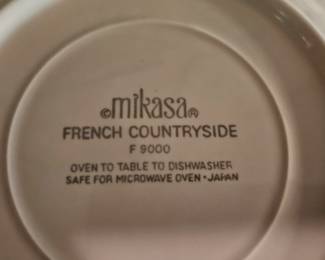 ©mikasa®
FRENCH COUNTRYSIDE
F 9000
OVEN TO TABLE TO DISHWASHER
SAFE FOR MICROWAVE OVEN • JAPAN